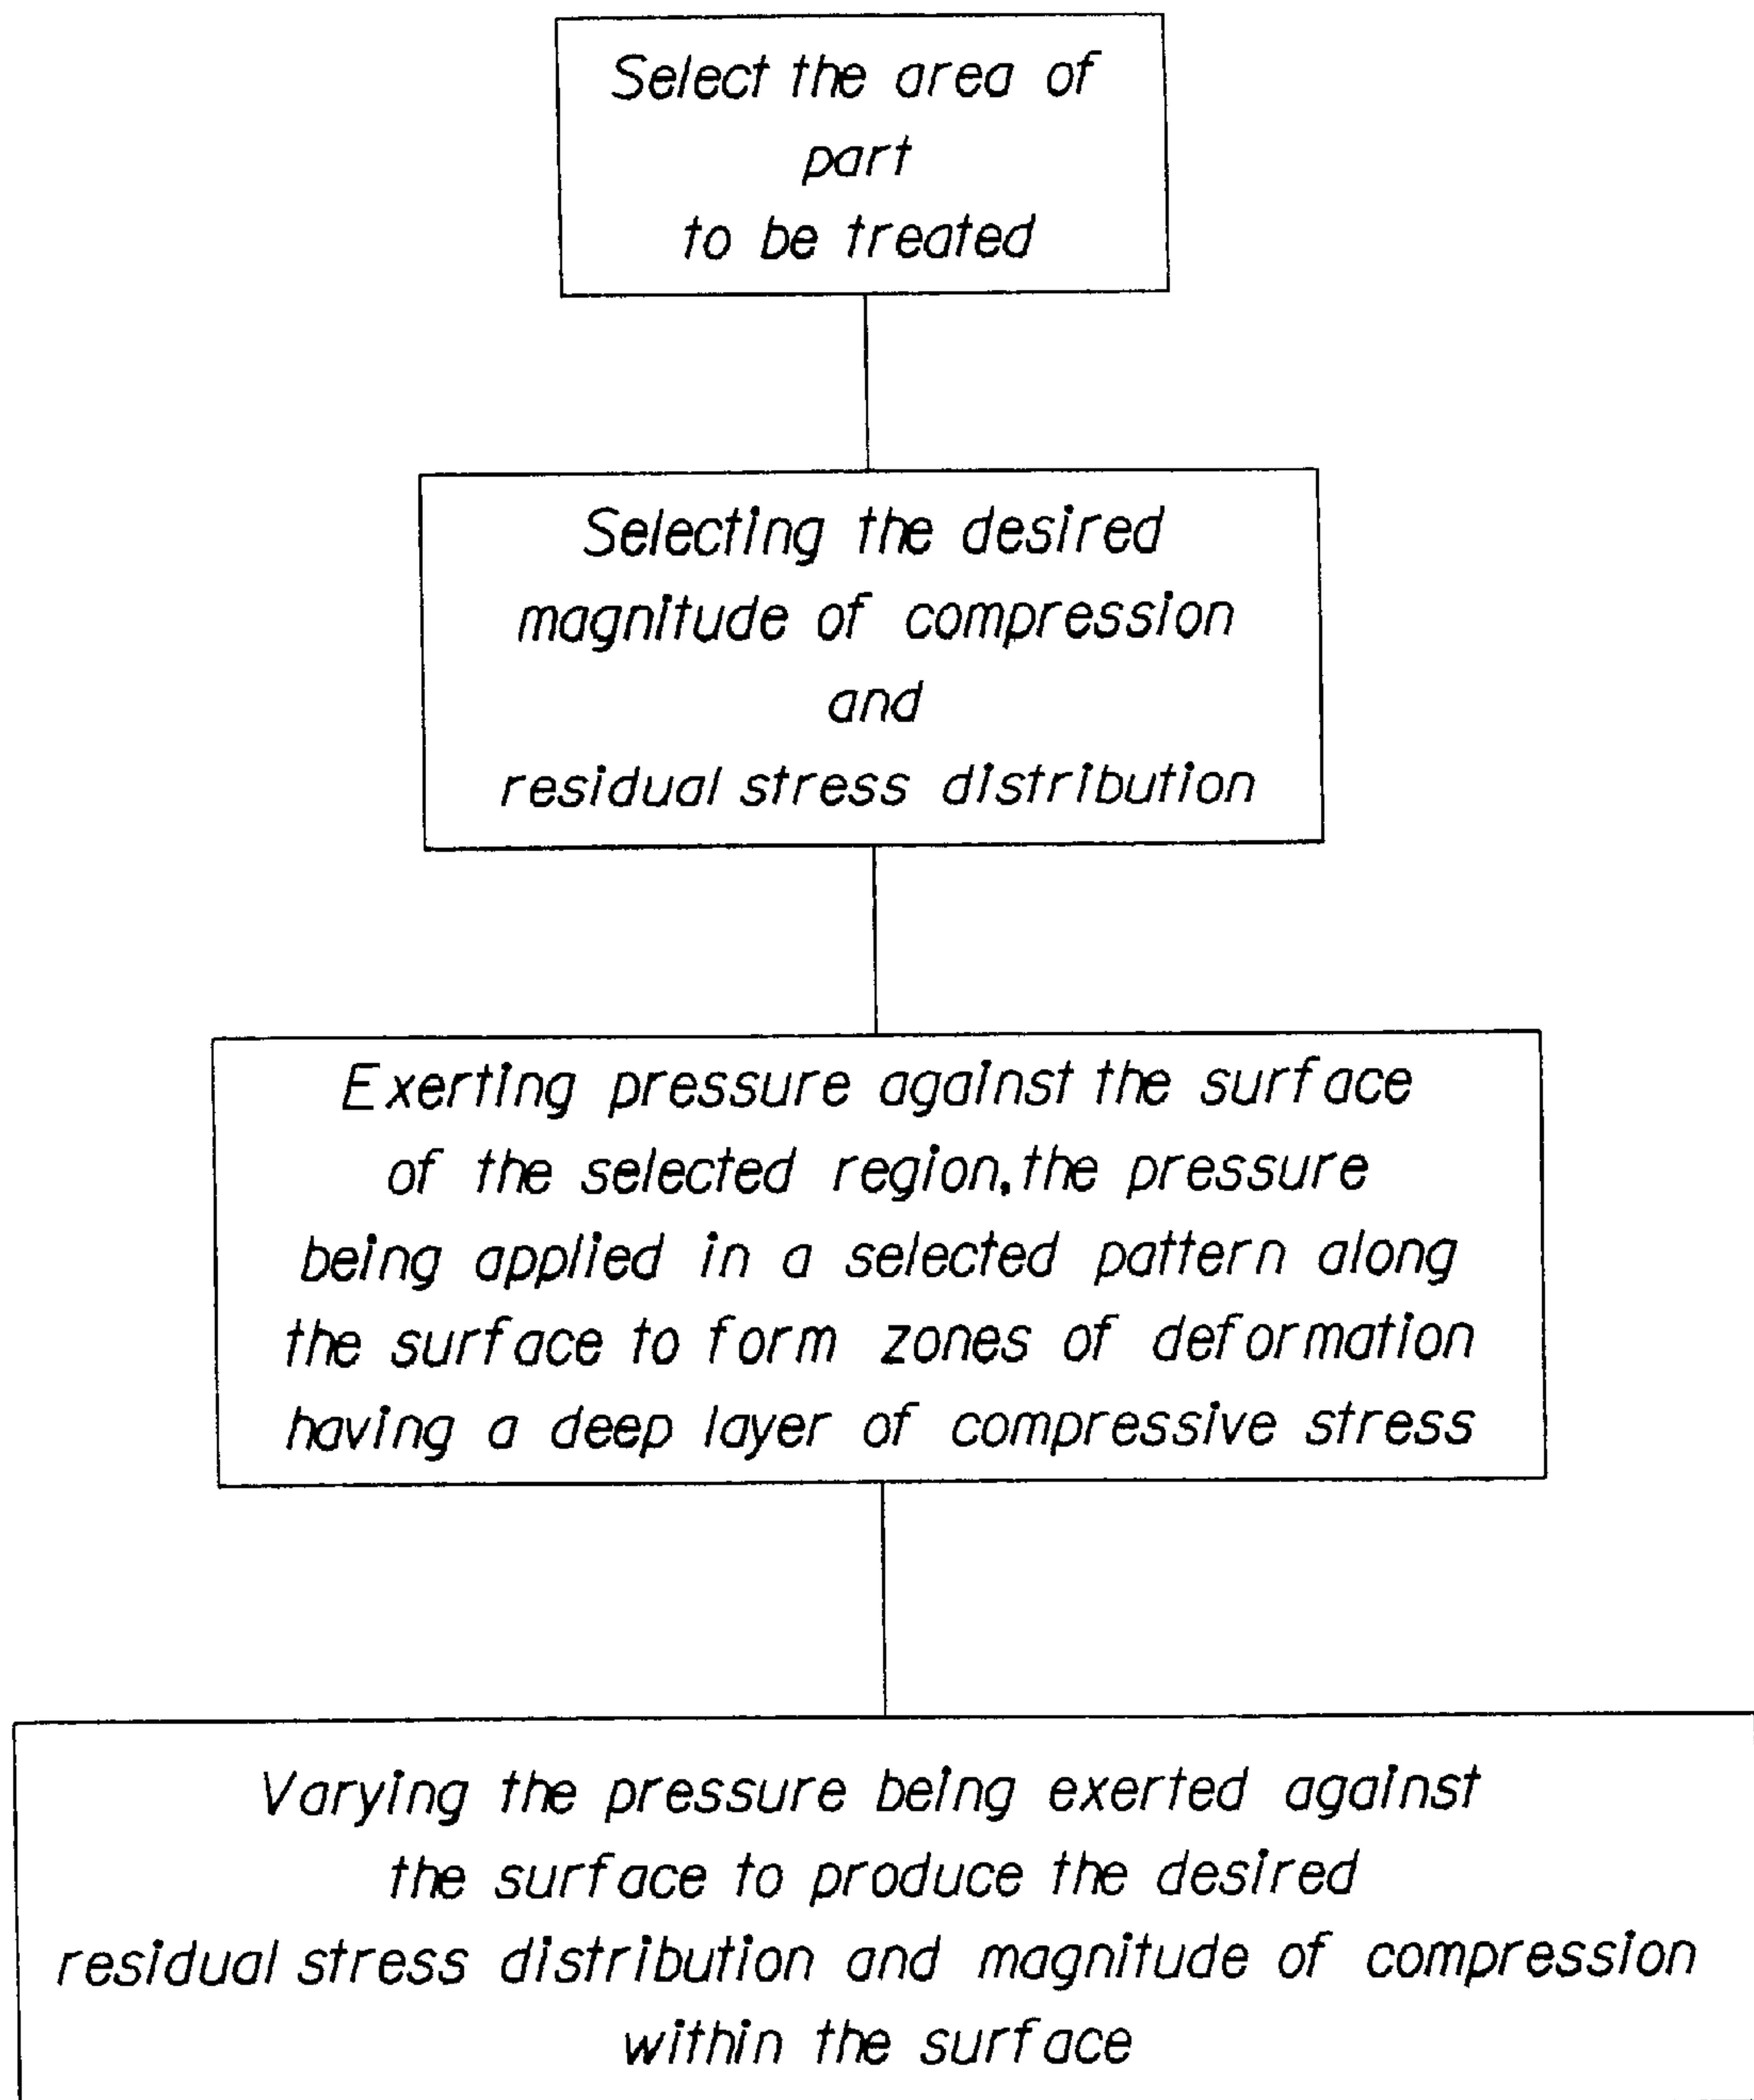 Select the area of
part
to be treated
Selecting the desired
magnitude of compression
and
residual stress distribution
Exerting pressure against the surface
of the selected region, the pressure
being applied in a selected pattern along
the surface to form zones of deformation
having a deep layer of compressive stress
Varying the pressure being exerted against
the surface to produce the desired
residual stress distribution and magnitude of compression
within the surface